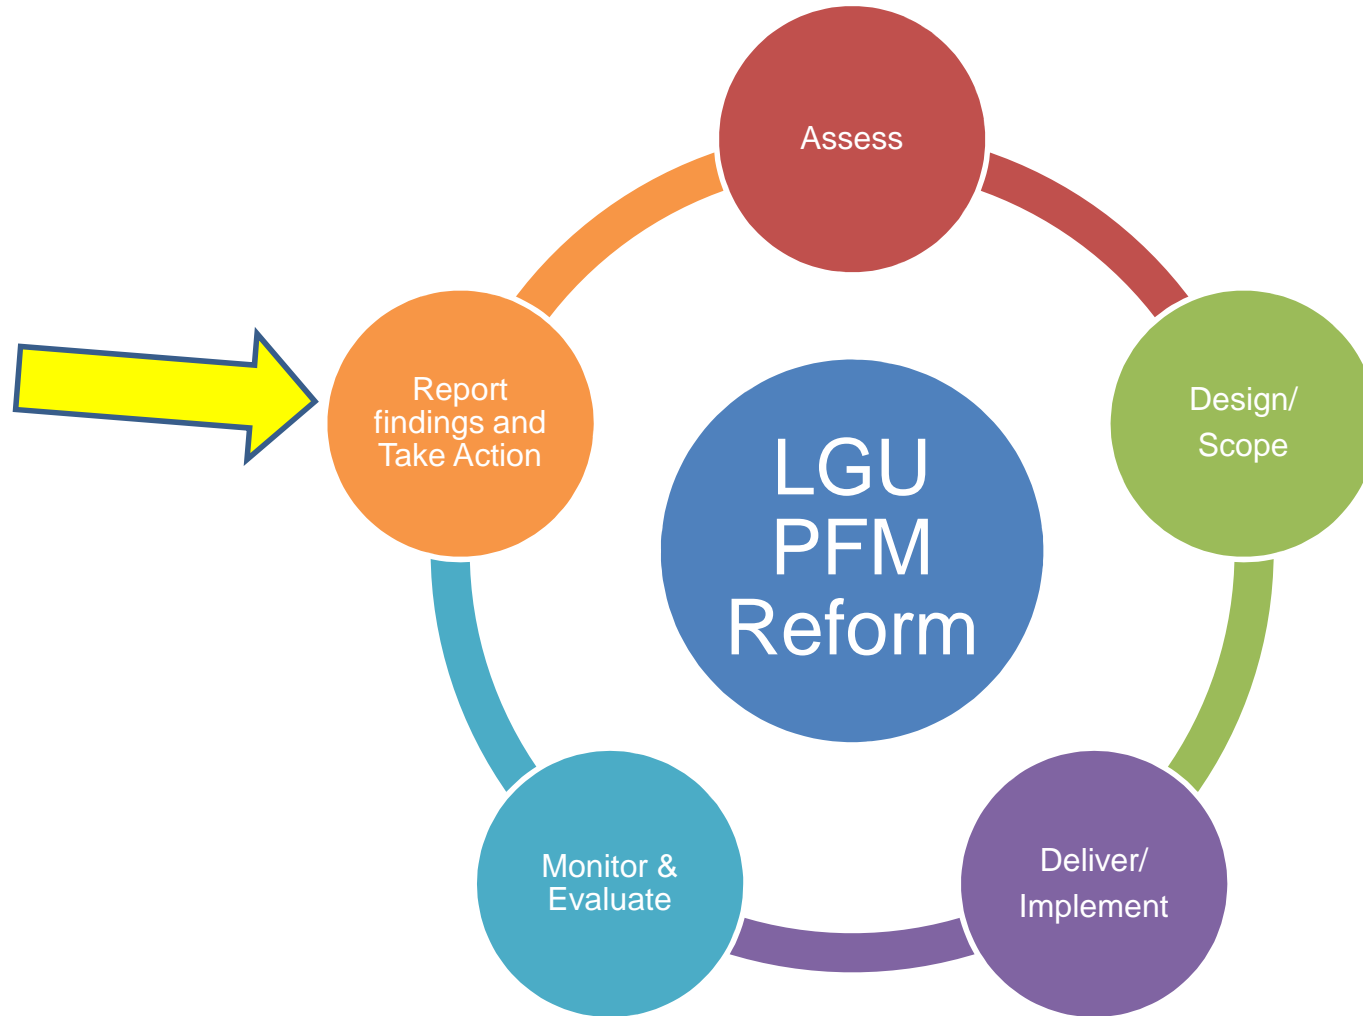 Assess
Design/
Scope
Deliver/
Implement
Monitor &
Evaluate
Report
findings and
Take Action
LGU
PFM
Reform